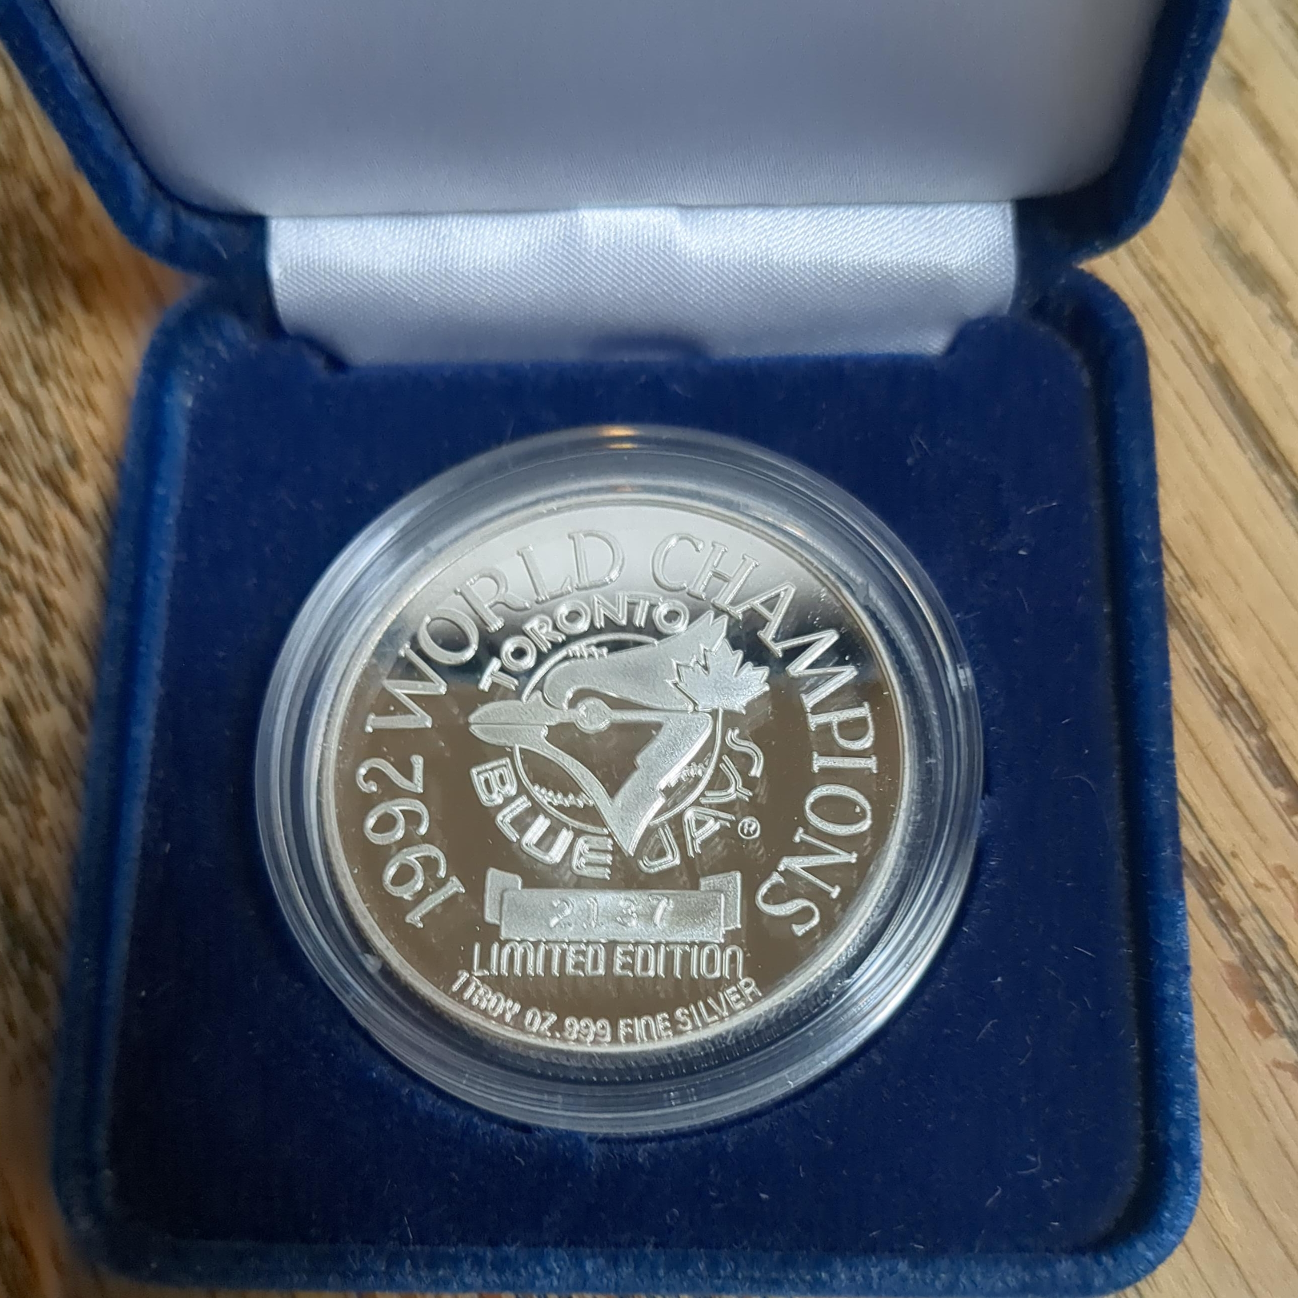 1992 WORLD CHAMPIONS
TORONTO
BLUE JAYS ®
2137
LIMITED EDITION
1 TROY OZ. 999 FINE SILVER